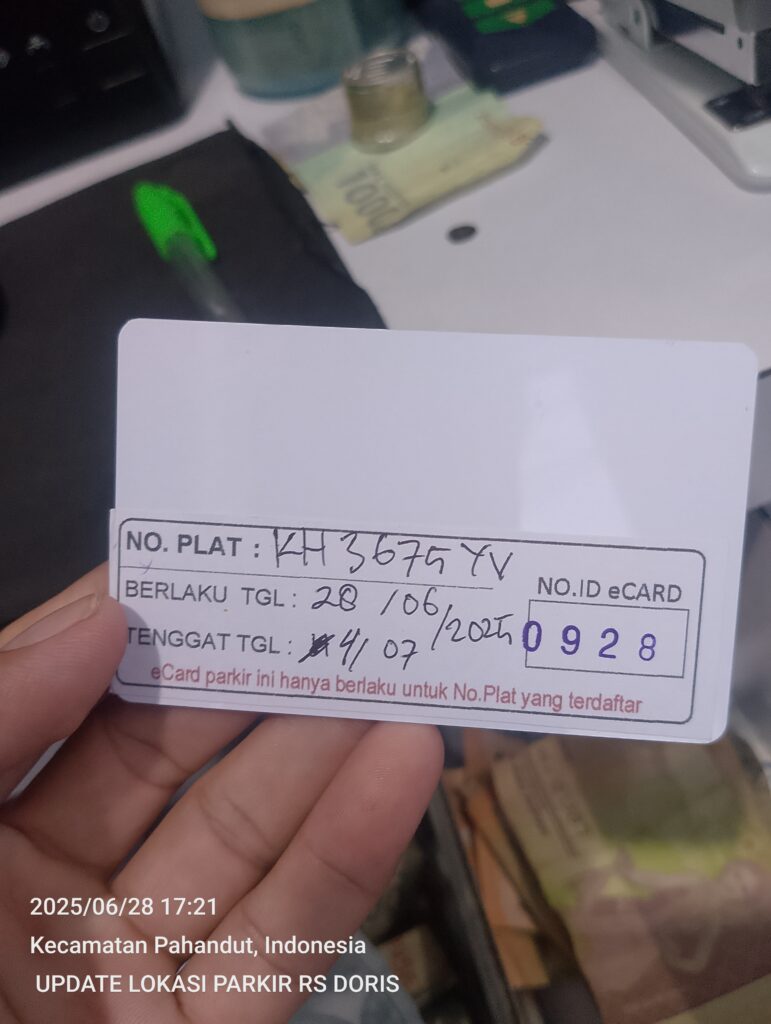 1000
NO. PLAT : KH 3675 YV
BERLAKU TGL : 28 /06 /2025
NO.ID eCARD
0928
TENGGAT TGL : 4/ 07
eCard parkir ini hanya berlaku untuk No.Plat yang terdaftar
2025/06/28 17:21
Kecamatan Pahandut, Indonesia
UPDATE LOKASI PARKIR RS DORIS